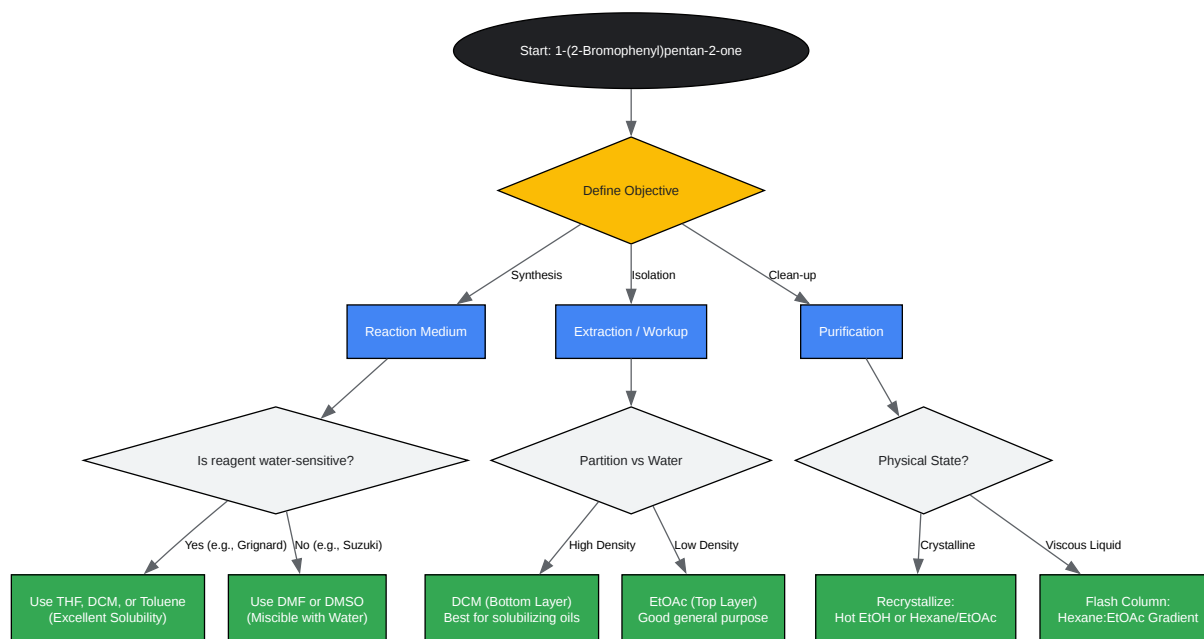 Start: 1-(2-Bromophenyl)pentan-2-one
Define Objective
Synthesis
Isolation
Clean-up
Reaction Medium
Extraction / Workup
Purification
Is reagent water-sensitive?
Partition vs Water
Physical State?
Yes (e.g., Grignard)
No (e.g., Suzuki)
High Density
Low Density
Crystalline
Viscous Liquid
Use THF, DCM, or Toluene
(Excellent Solubility)
Use DMF or DMSO
(Miscible with Water)
DCM (Bottom Layer)
Best for solubilizing oils
EtOAc (Top Layer)
Good general purpose
Recrystallize:
Hot EtOH or Hexane/EtOAc
Flash Column:
Hexane:EtOAc Gradient